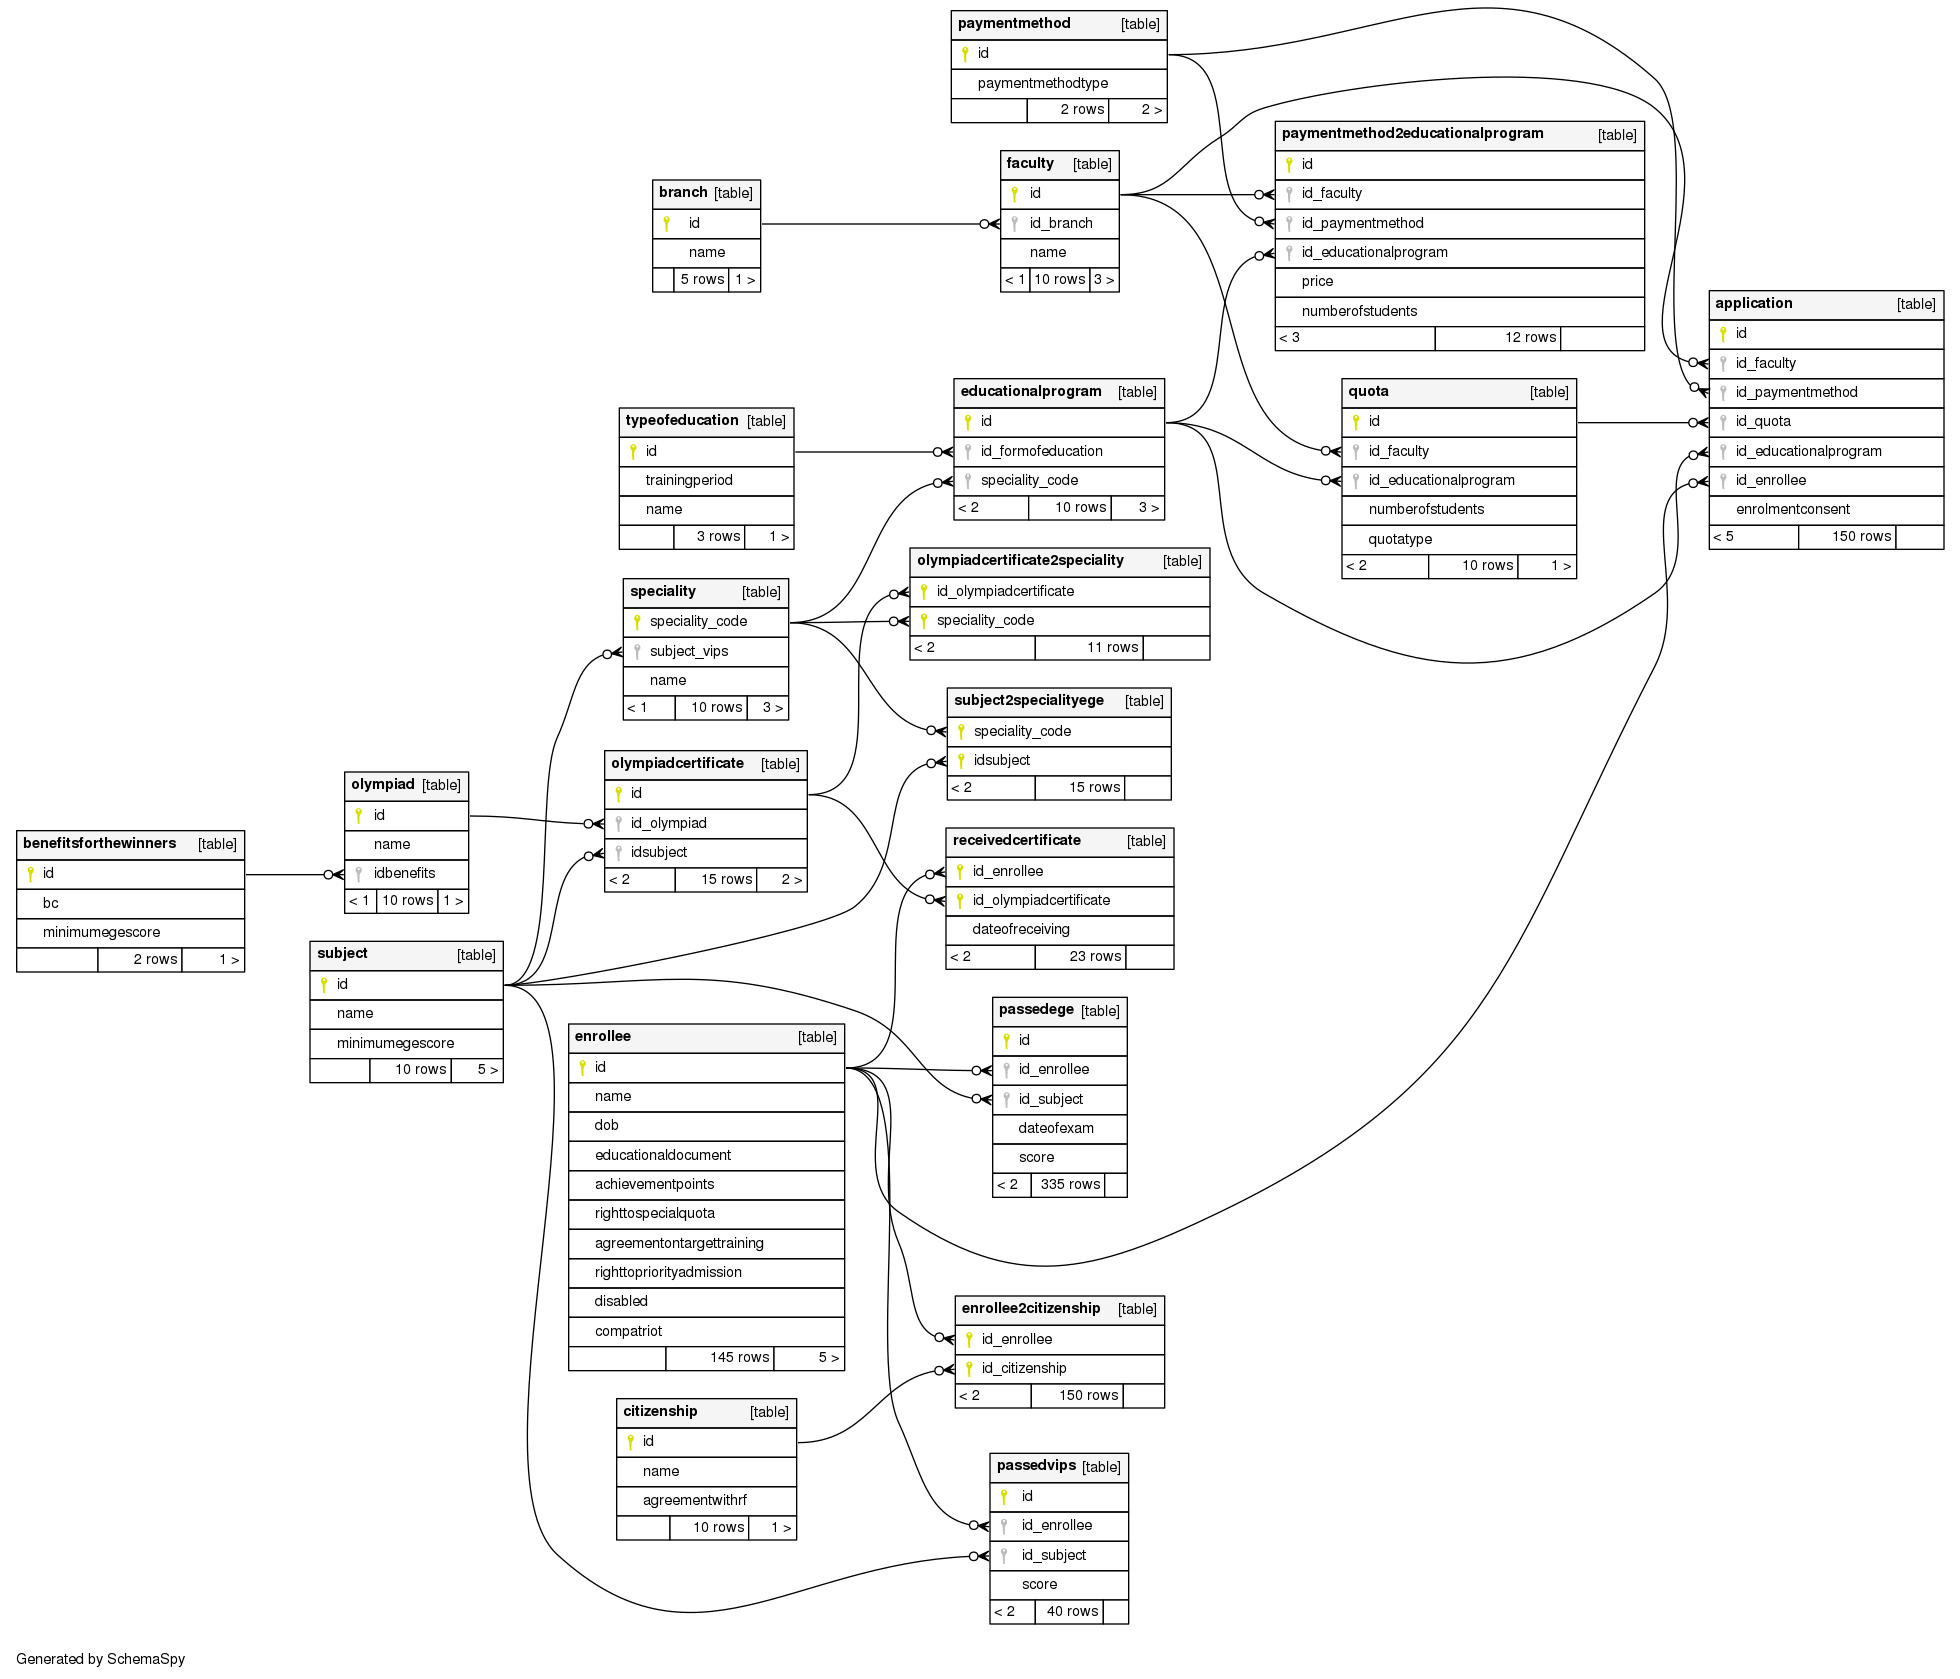 paymentmethod [table]
id
paymentmethodtype
2 rows 2 >
paymentmethod2educationalprogram [table]
id
id_faculty
id_paymentmethod
id_educationalprogram
price
numberofstudents
< 3 12 rows
faculty [table]
id
id_branch
name
< 1 10 rows 3 >
branch [table]
id
name
5 rows 1 >
application [table]
id
id_faculty
id_paymentmethod
id_quota
id_educationalprogram
id_enrollee
enrolmentconsent
< 5 150 rows
educationalprogram [table]
id
id_formofeducation
speciality_code
< 2 10 rows 3 >
quota [table]
id
id_faculty
id_educationalprogram
numberofstudents
quotatype
< 2 10 rows 1 >
typeofeducation [table]
id
trainingperiod
name
3 rows 1 >
olympiadcertificate2speciality [table]
id_olympiadcertificate
speciality_code
< 2 11 rows
speciality [table]
speciality_code
subject_vips
name
< 1 10 rows 3 >
subject2specialityege [table]
speciality_code
idsubject
< 2 15 rows
olympiadcertificate [table]
id
id_olympiad
idsubject
< 2 15 rows 2 >
olympiad [table]
id
name
idbenefits
< 1 10 rows 1 >
benefitsforthewinners [table]
id
bc
minimumegescore
2 rows 1 >
receivedcertificate [table]
id_enrollee
id_olympiadcertificate
dateofreceiving
< 2 23 rows
subject [table]
id
name
minimumegescore
10 rows 5 >
passedege [table]
id
id_enrollee
id_subject
dateofexam
score
< 2 335 rows
enrollee [table]
id
name
dob
educationaldocument
achievementpoints
righttospecialquota
agreementontargettraining
righttopriorityadmission
disabled
compatriot
145 rows 5 >
enrollee2citizenship [table]
id_enrollee
id_citizenship
< 2 150 rows
citizenship [table]
id
name
agreementwithrf
10 rows 1 >
passedvips [table]
id
id_enrollee
id_subject
score
< 2 40 rows
Generated by SchemaSpy